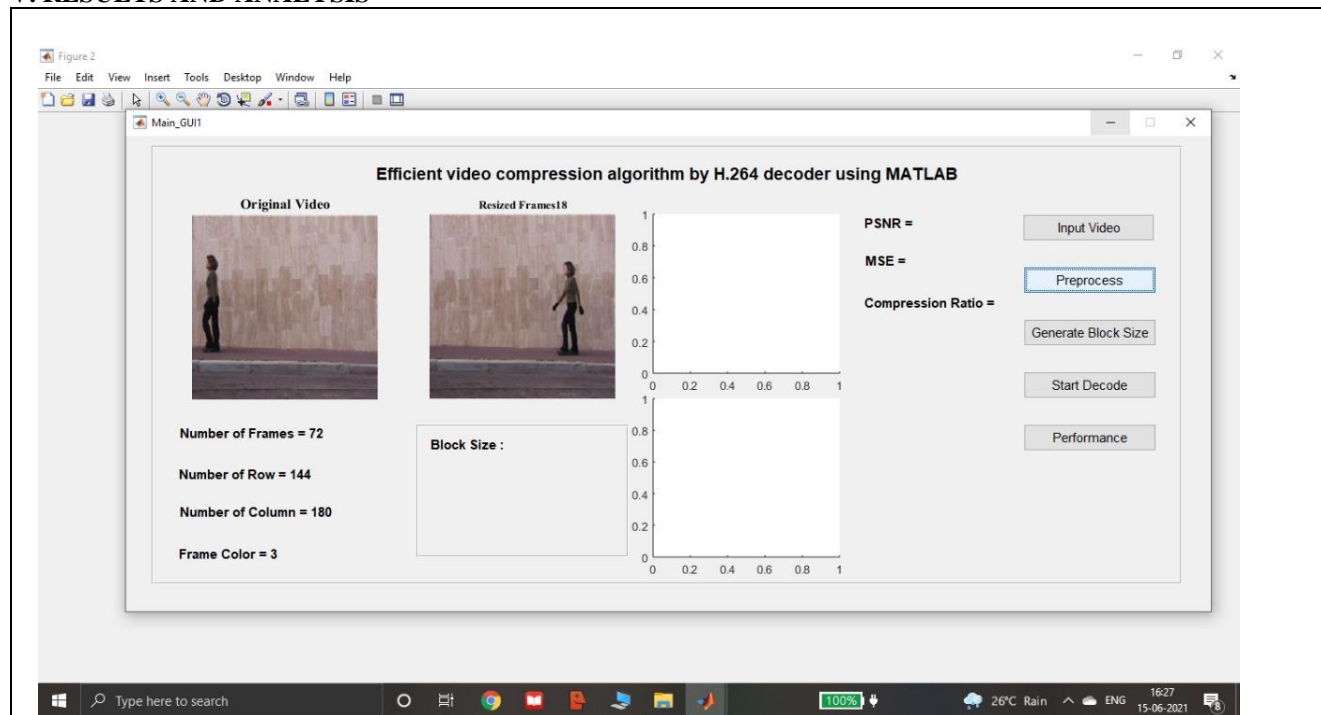 V. RESULTS AND ANALYSIS
Figure 2
File Edit View Insert Tools Desktop Window Help
Main_GUI1
Efficient video compression algorithm by H.264 decoder using MATLAB
Original Video
Resized Frames18
1
0.8
0.6
0.4
0.2
0
0 0.2 0.4 0.6 0.8 1
1
0.8
0.6
0.4
0.2
0
0 0.2 0.4 0.6 0.8 1
PSNR =
MSE =
Compression Ratio =
Input Video
Preprocess
Generate Block Size
Start Decode
Performance
Number of Frames = 72
Number of Row = 144
Number of Column = 180
Frame Color = 3
Block Size :
Type here to search
100%
26°C Rain
ENG
16:27
15-06-2021
8